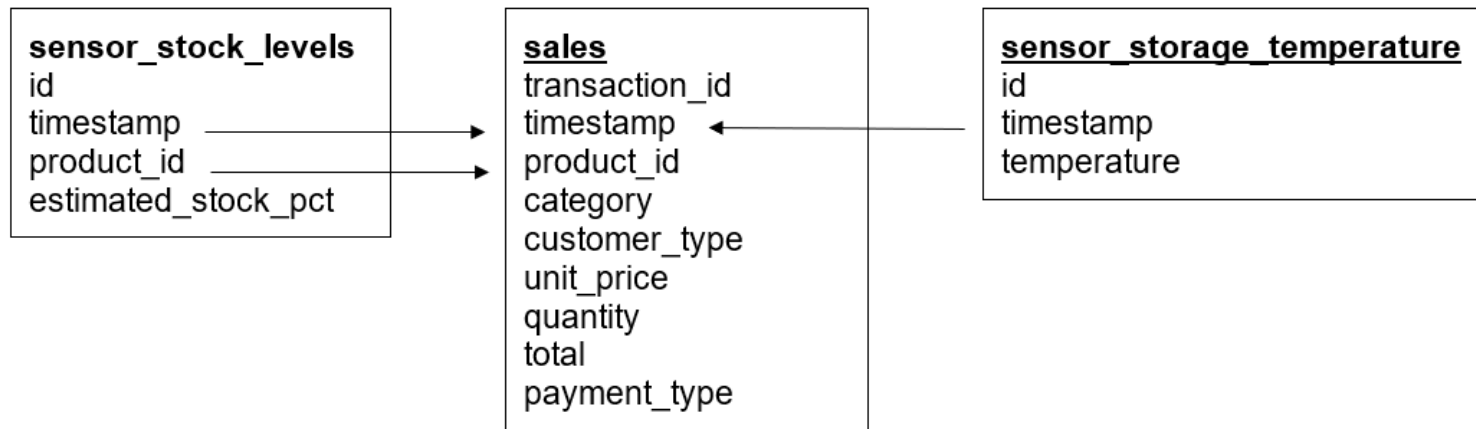 sensor_stock_levels
id
timestamp
product_id
estimated_stock_pct
sales
transaction_id
timestamp
product_id
category
customer_type
unit_price
quantity
total
payment_type
sensor_storage_temperature
id
timestamp
temperature